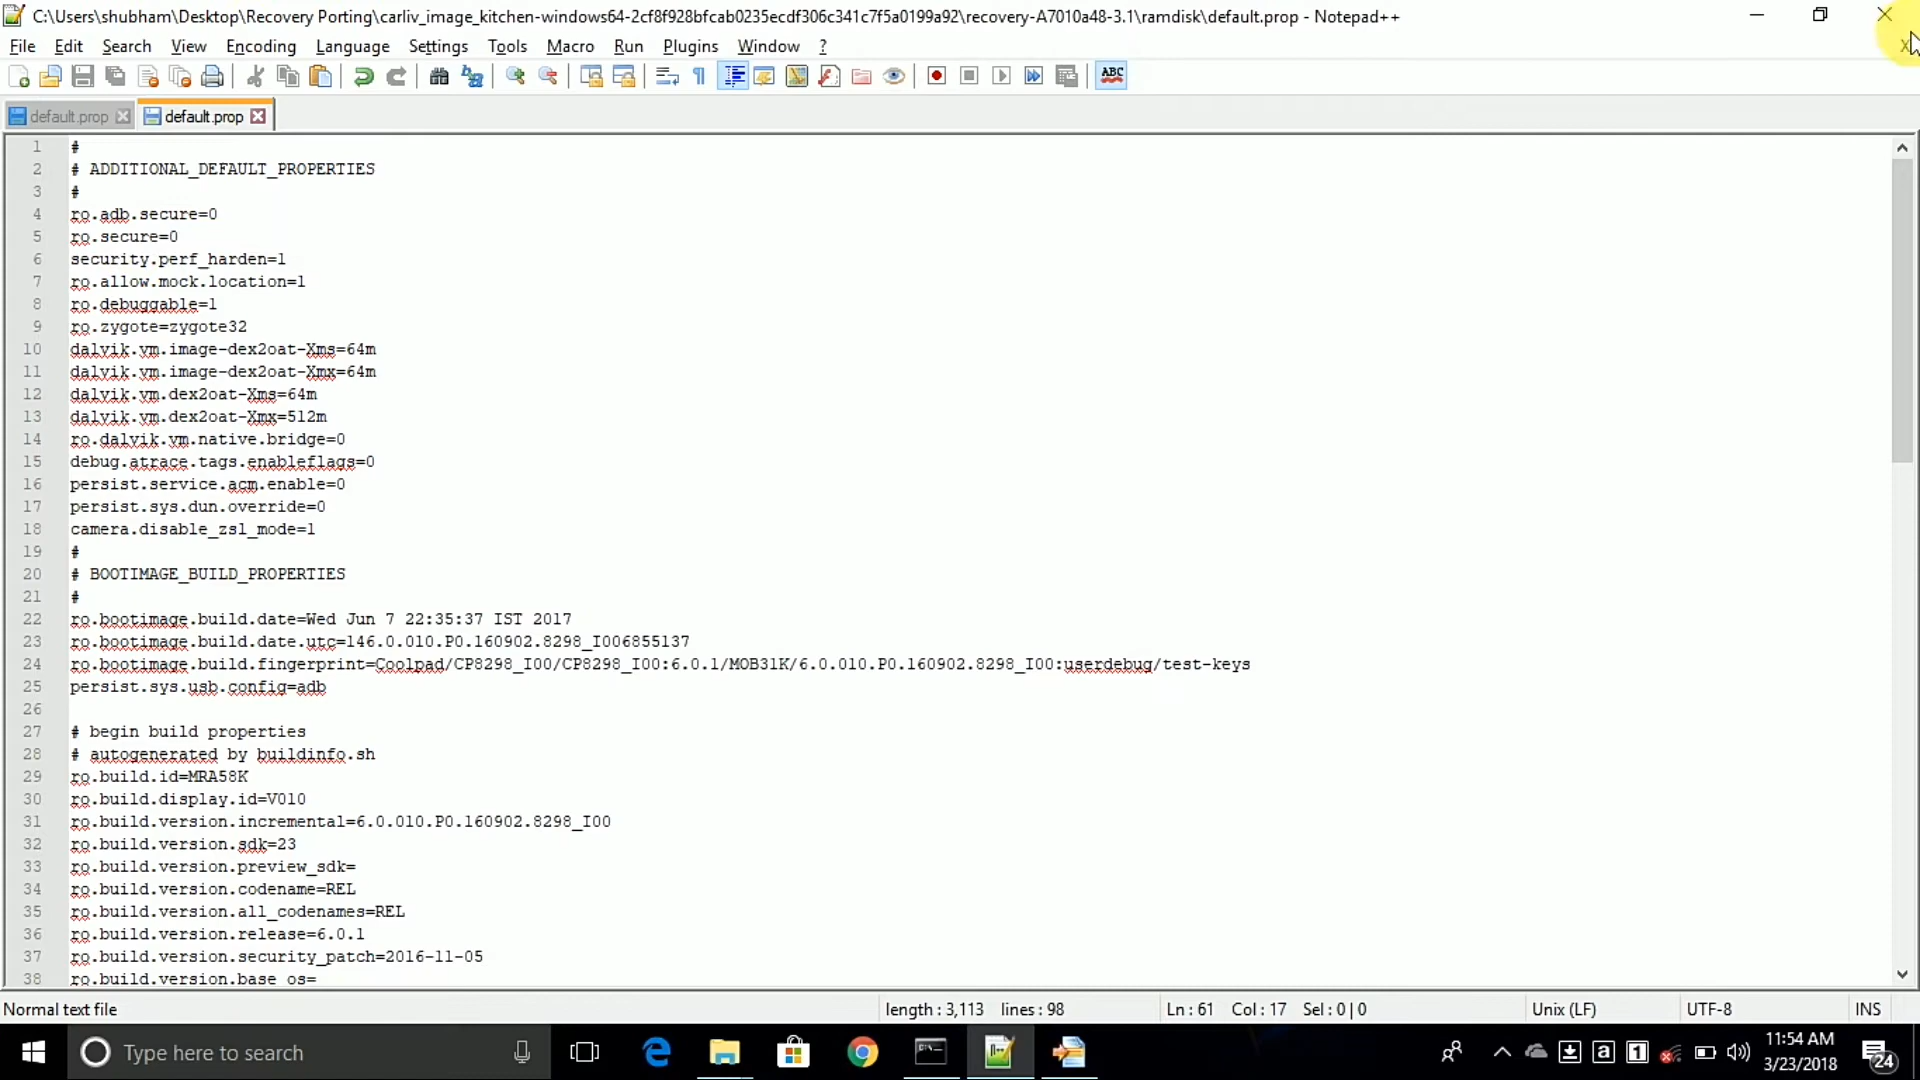 C:\Users\shubham\Desktop\Recovery Porting\carliv_image_kitchen-windows64-2cf8f928bfcab0235ecdf306c341c7f5a0199a92\recovery-A7010a48-3.1\ramdisk\default.prop - Notepad++
File Edit Search View Encoding Language Settings Tools Macro Run Plugins Window ?
ABC
default.prop default.prop
1 #
2 # ADDITIONAL_DEFAULT_PROPERTIES
3 #
4 ro.adb.secure=0
5 ro.secure=0
6 security.perf_harden=1
7 ro.allow.mock.location=1
8 ro.debuggable=1
9 ro.zygote=zygote32
10 dalvik.vm.image-dex2oat-Xms=64m
11 dalvik.vm.image-dex2oat-Xmx=64m
12 dalvik.vm.dex2oat-Xms=64m
13 dalvik.vm.dex2oat-Xmx=512m
14 ro.dalvik.vm.native.bridge=0
15 debug.atrace.tags.enableflags=0
16 persist.service.acm.enable=0
17 persist.sys.dun.override=0
18 camera.disable_zsl_mode=1
19 #
20 # BOOTIMAGE_BUILD_PROPERTIES
21 #
22 ro.bootimage.build.date=Wed Jun 7 22:35:37 IST 2017
23 ro.bootimage.build.date.utc=146.0.010.P0.160902.8298_I006855137
24 ro.bootimage.build.fingerprint=Coolpad/CP8298_I00/CP8298_I00:6.0.1/MOB31K/6.0.010.P0.160902.8298_I00:userdebug/test-keys
25 persist.sys.usb.config=adb
26
27 # begin build properties
28 # autogenerated by buildinfo.sh
29 ro.build.id=MRA58K
30 ro.build.display.id=V010
31 ro.build.version.incremental=6.0.010.P0.160902.8298_I00
32 ro.build.version.sdk=23
33 ro.build.version.preview_sdk=
34 ro.build.version.codename=REL
35 ro.build.version.all_codenames=REL
36 ro.build.version.release=6.0.1
37 ro.build.version.security_patch=2016-11-05
38 ro.build.version.base_os=
Normal text file length : 3,113 lines : 98 Ln : 61 Col : 17 Sel : 0 | 0 Unix (LF) UTF-8 INS
Type here to search
11:54 AM
3/23/2018
24